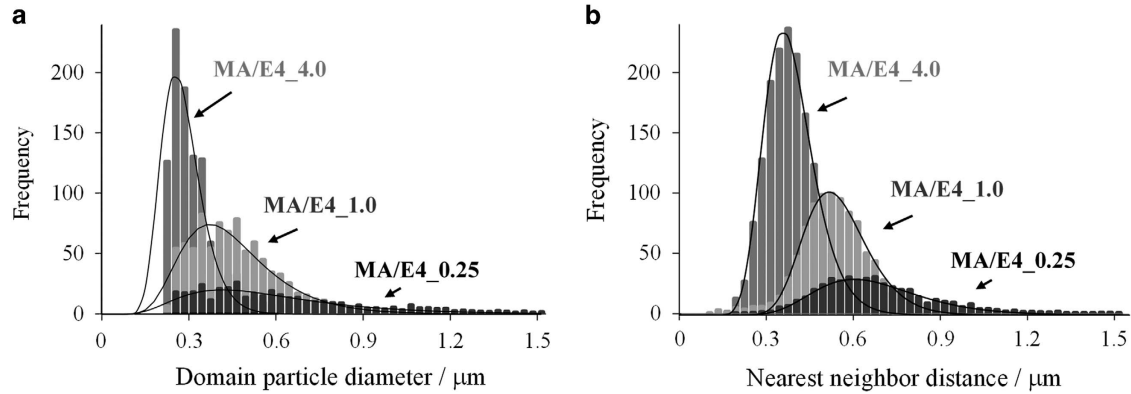 a
200
150
100
50
0
Frequency
MA/E4_4.0
MA/E4_1.0
MA/E4_0.25
0 0.3 0.6 0.9 1.2 1.5
Domain particle diameter / μm
b
200
150
100
50
0
Frequency
MA/E4_4.0
MA/E4_1.0
MA/E4_0.25
0 0.3 0.6 0.9 1.2 1.5
Nearest neighbor distance / μm